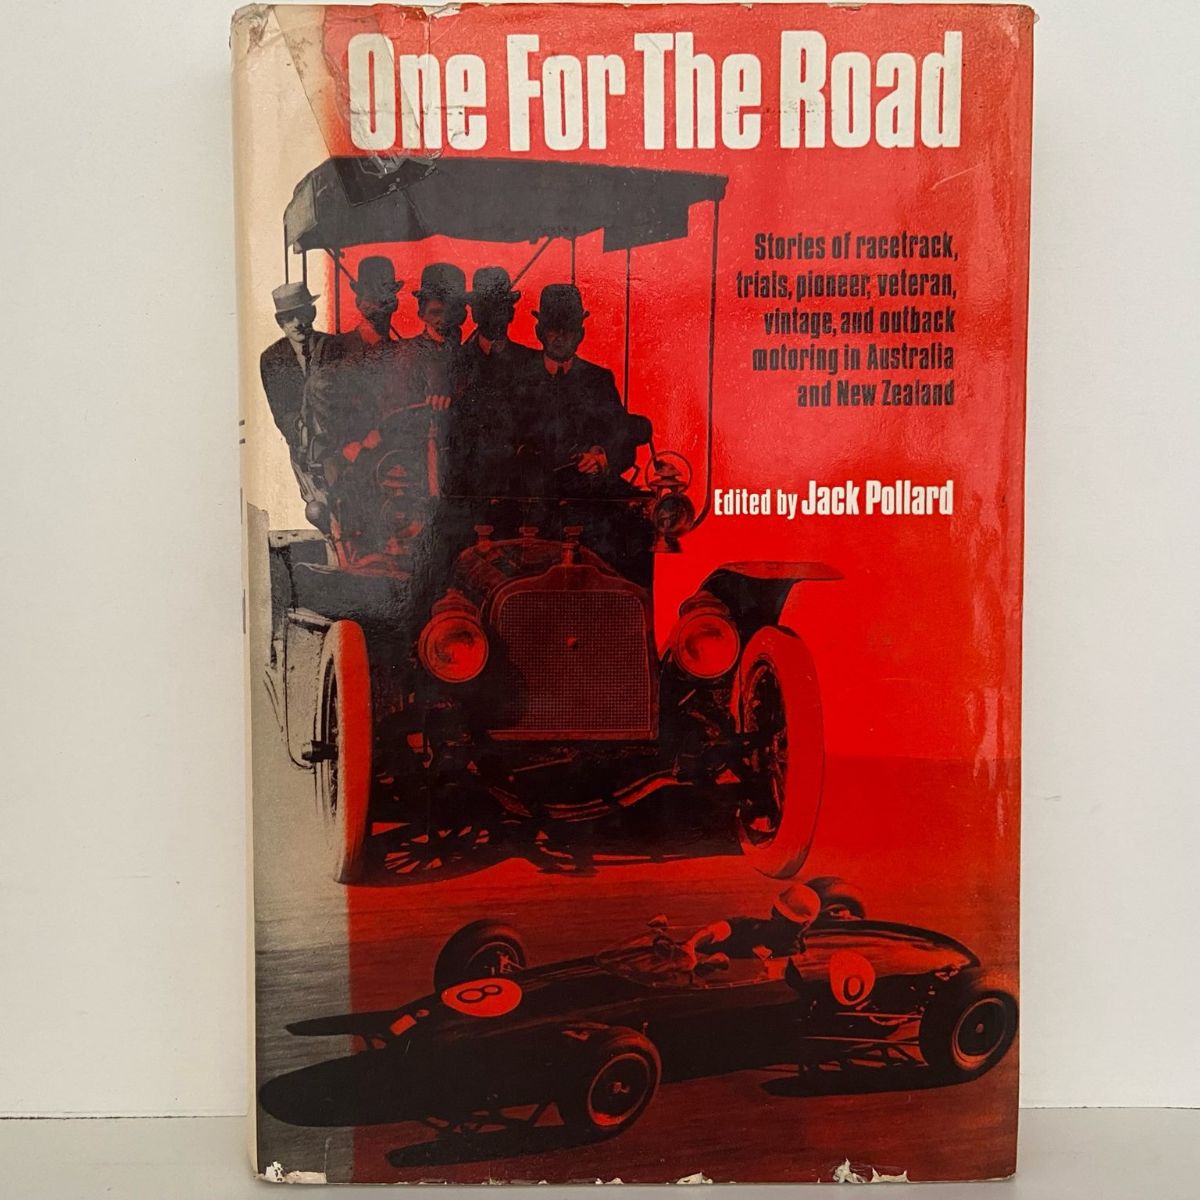 One For The Road
Stories of racetrack,
trials, pioneer, veteran,
vintage, and outback
motoring in Australia
and New Zealand
Edited by Jack Pollard
8
0